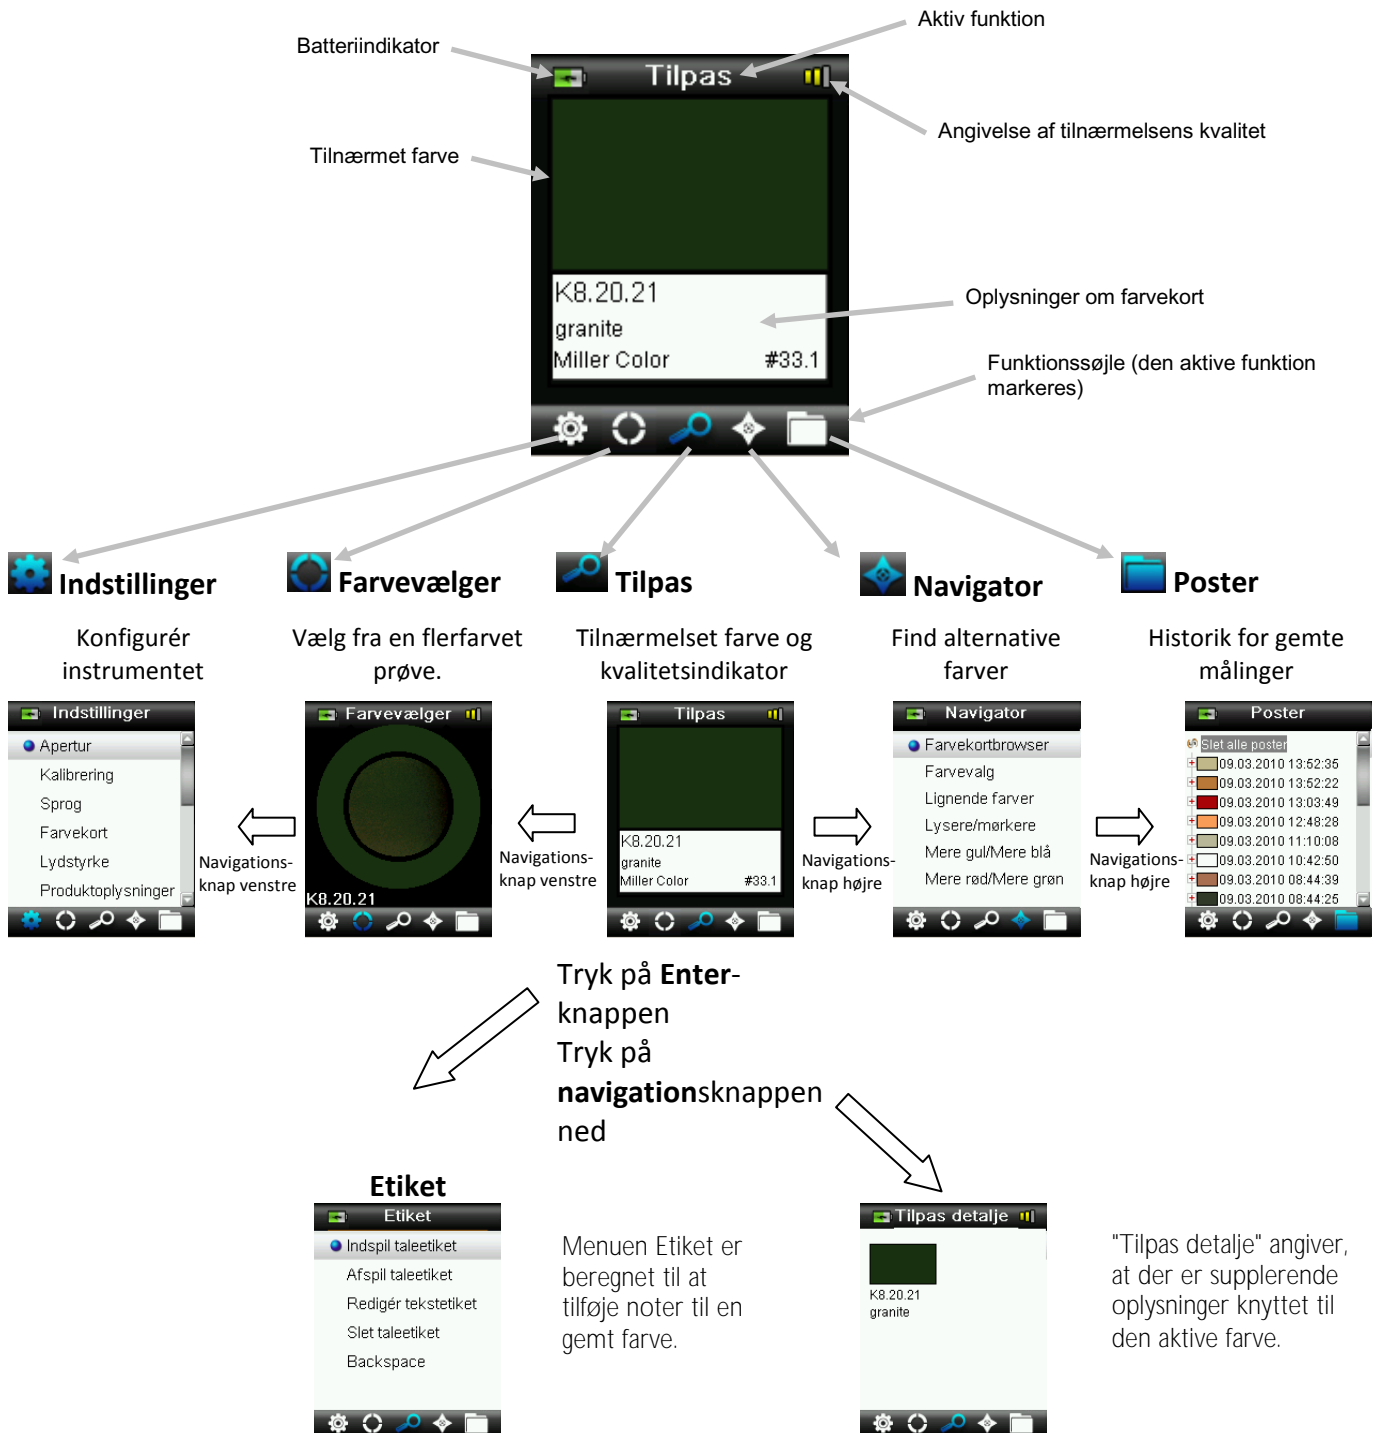 Aktiv funktion
Batteriindikator
Tilpas
Angivelse af tilnærmelsens kvalitet
Tilnærmet farve
K8.20.21
granite
Miller Color #33.1
Oplysninger om farvekort
Funktionssøjle (den aktive funktion
markeres)
Indstillinger
Konfigurér
instrumentet
Farvevælger
Vælg fra en flerfarvet
prøve.
Tilpas
Tilnærmelset farve og
kvalitetsindikator
Navigator
Find alternative
farver
Poster
Historik for gemte
målinger
Indstillinger
Apertur
Kalibrering
Sprog
Farvekort
Lydstyrke
Produktoplysninger
Navigations-
knap venstre
Farvevælger
K8.20.21
Navigations-
knap venstre
Tilpas
K8.20.21
granite
Miller Color #33.1
Navigations-
knap højre
Navigator
Farvekortbrowser
Farvevalg
Lignende farver
Lysere/mørkere
Mere gul/Mere blå
Mere rød/Mere grøn
Navigations-
knap højre
Poster
Slet alle poster
09.03.2010 13:52:35
09.03.2010 13:52:22
09.03.2010 13:03:49
09.03.2010 12:48:28
09.03.2010 11:10:08
09.03.2010 10:42:50
09.03.2010 08:44:39
09.03.2010 08:44:25
Tryk på Enter-
knappen
Tryk på
navigationsknappen
ned
Etiket
Etiket
Indspil taleetiket
Afspil taleetiket
Redigér tekstetiket
Slet taleetiket
Backspace
Menuen Etiket er
beregnet til at
tilføje noter til en
gemt farve.
Tilpas detalje
K8.20.21
granite
"Tilpas detalje" angiver,
at der er supplerende
oplysninger knyttet til
den aktive farve.